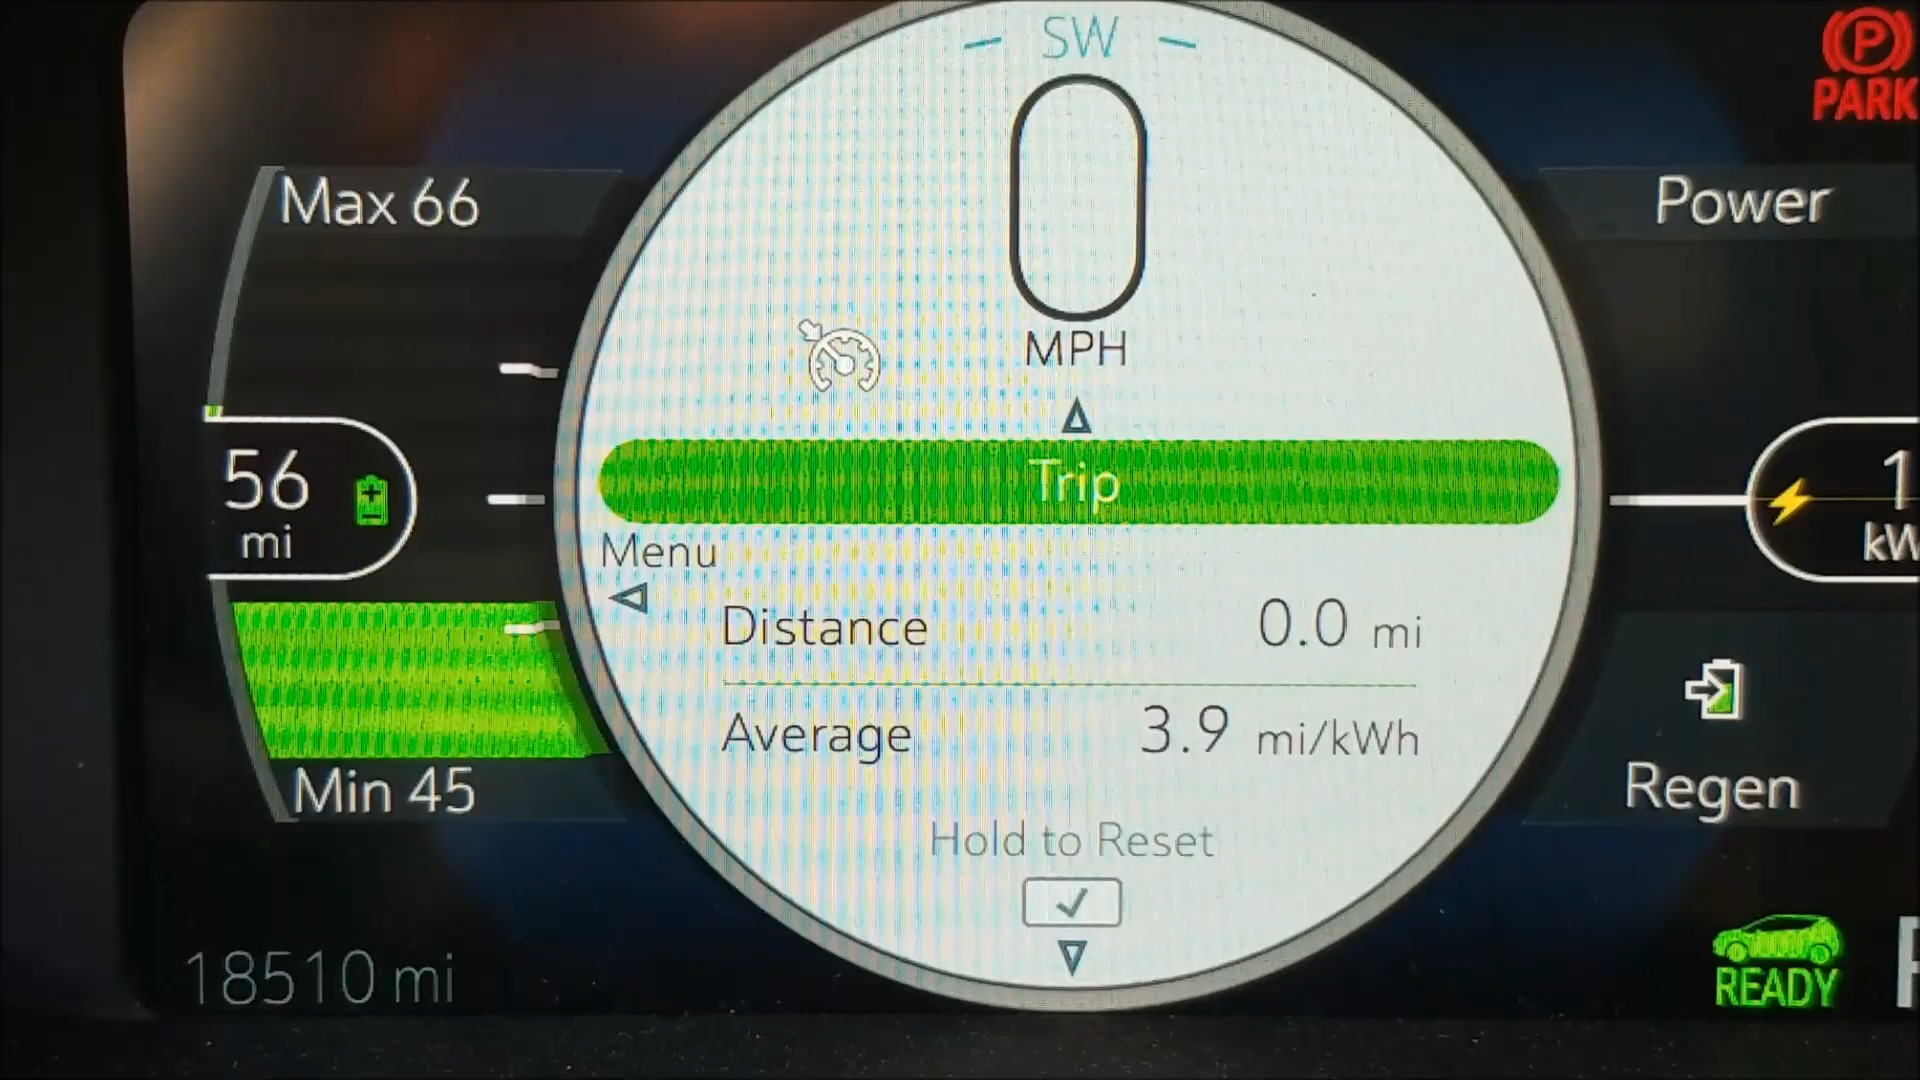 SW
0
MPH
P
PARK
Max 66
Power
56
mi
Trip
Menu
Distance 0.0 mi
Average 3.9 mi/kWh
Min 45
Regen
Hold to Reset
18510 mi
READY